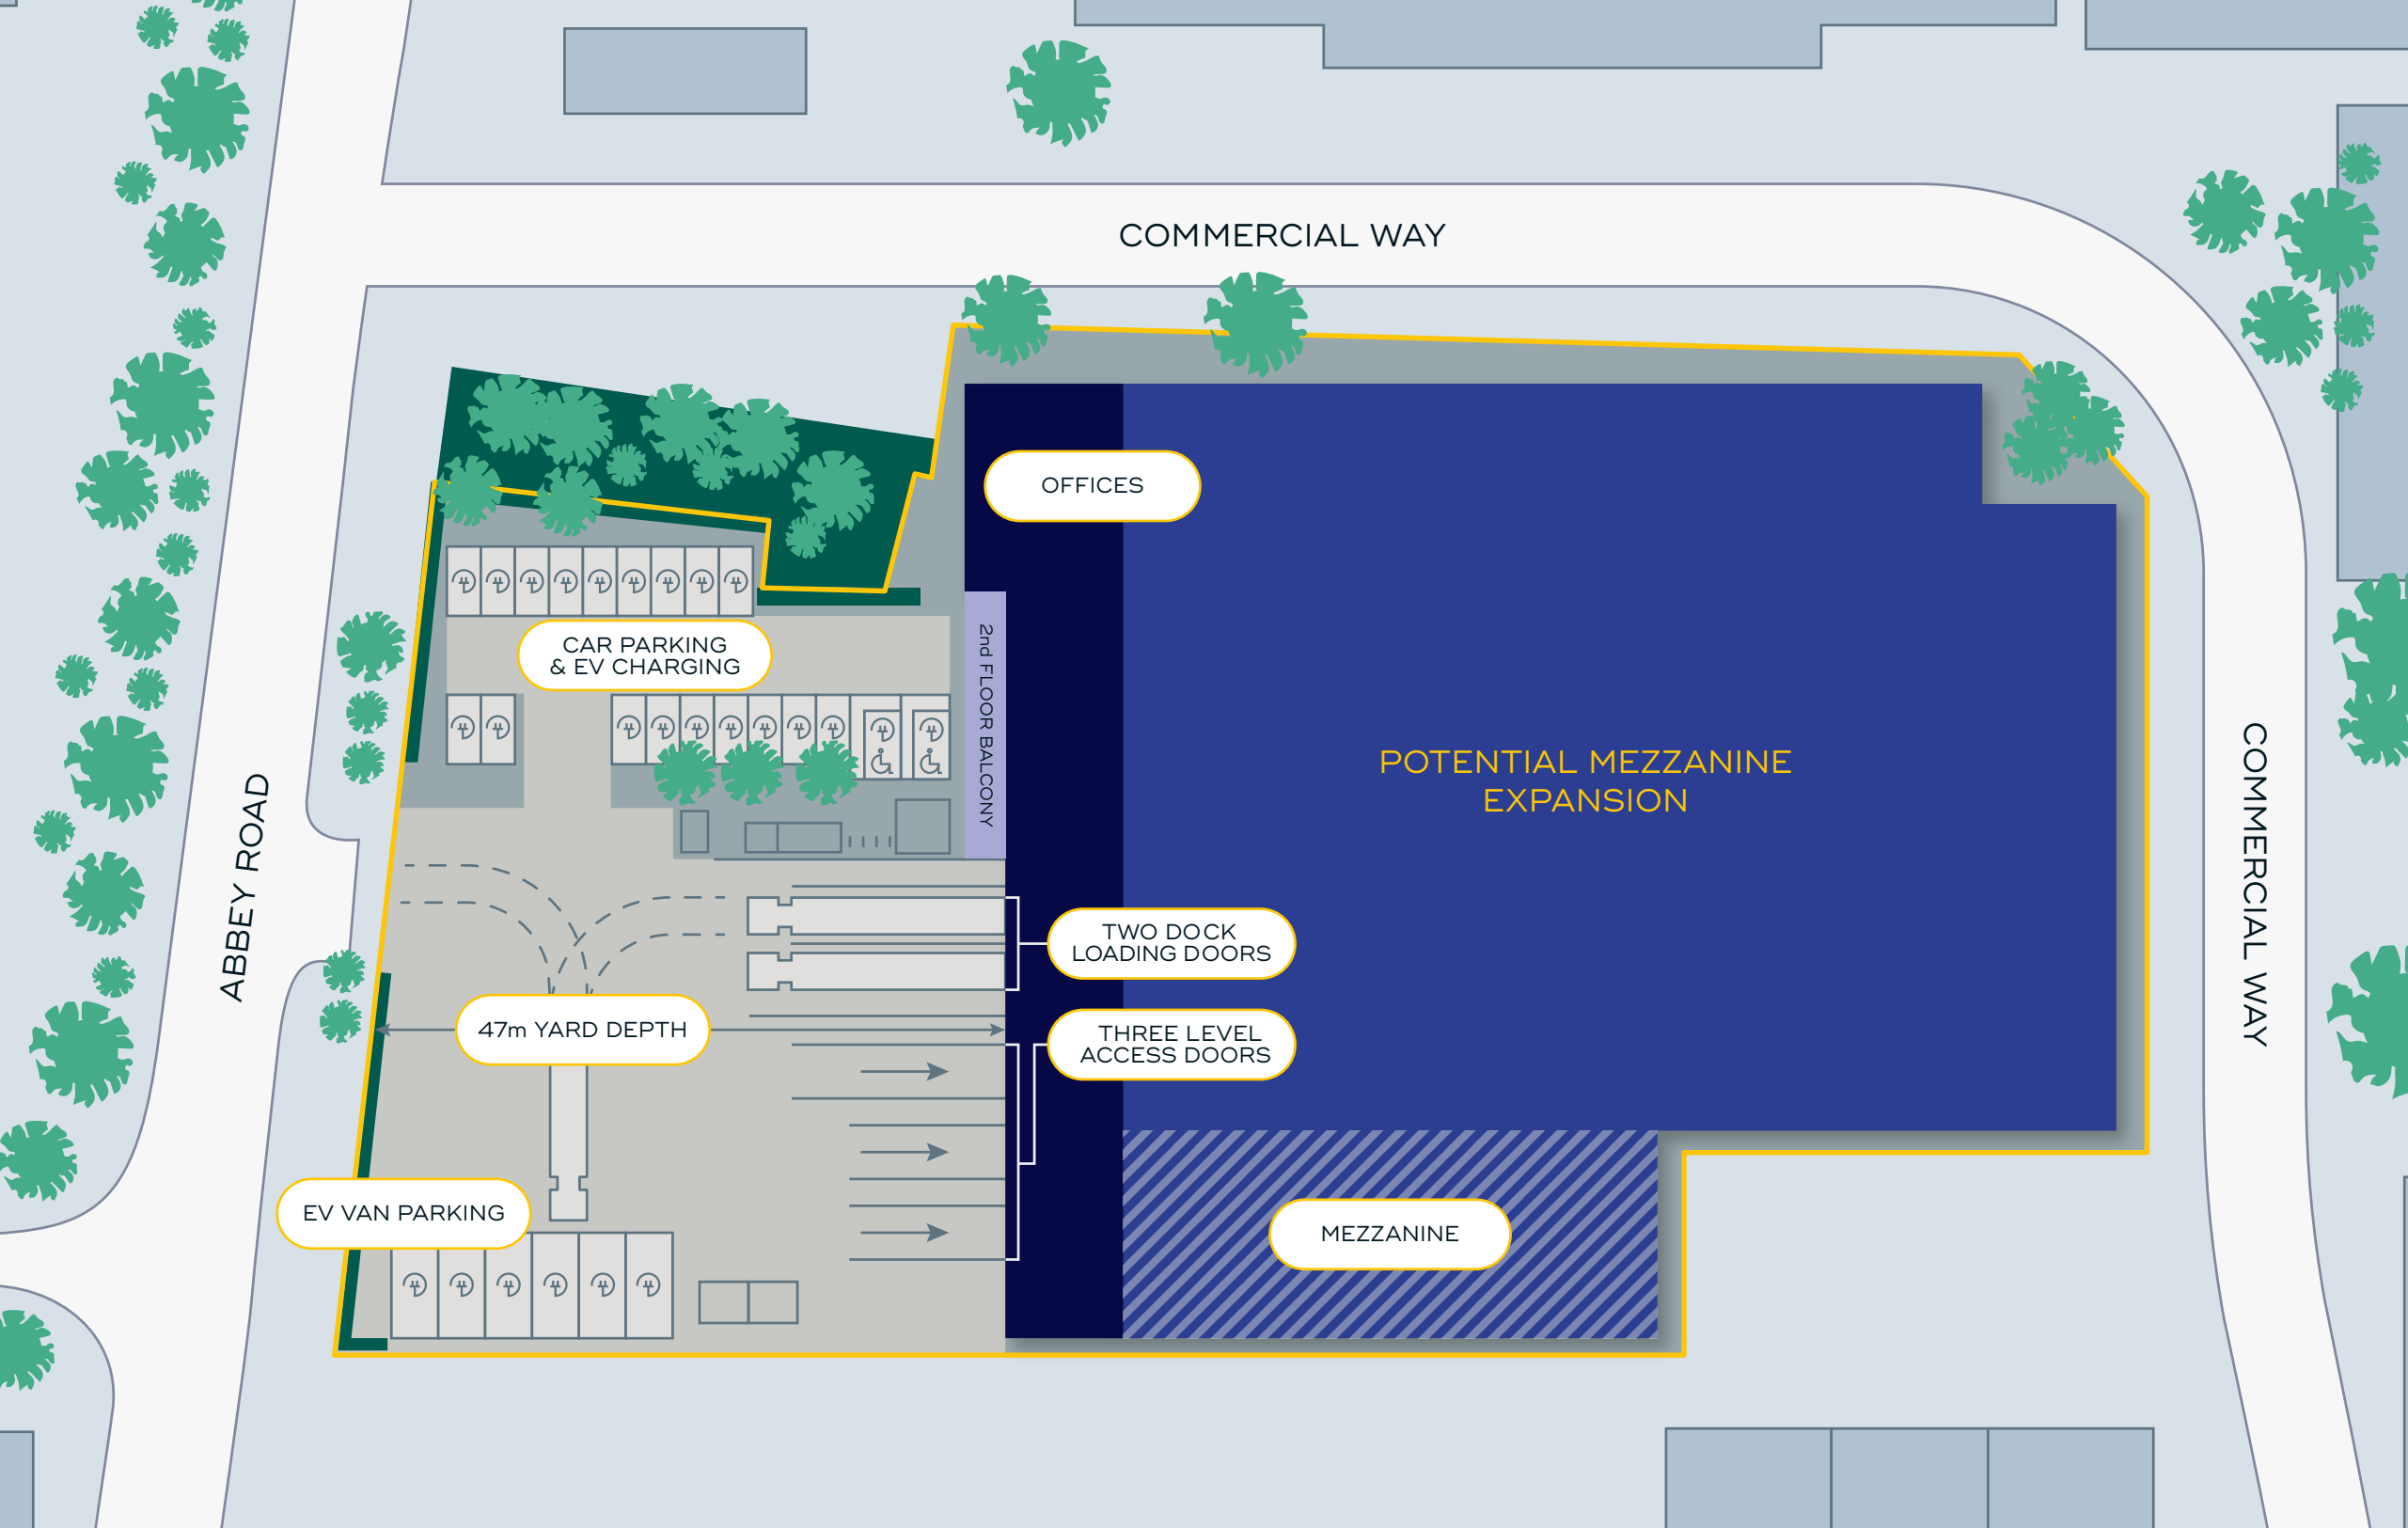 COMMERCIAL WAY
OFFICES
CAR PARKING
& EV CHARGING
2nd FLOOR BALCONY
POTENTIAL MEZZANINE
EXPANSION
COMMERCIAL WAY
ABBEY ROAD
TWO DOCK
LOADING DOORS
47m YARD DEPTH
THREE LEVEL
ACCESS DOORS
EV VAN PARKING
MEZZANINE